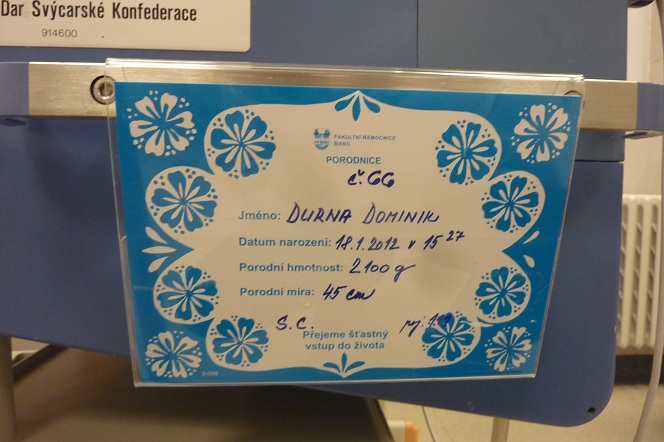 Dar Švýcarské Konfederace
914600
FAKULTNÍ NEMOCNICE
BRNO
PORODNICE
č. 66
Jméno: DURNA DOMINIK
Datum narození: 18.1.2012 v 15 27
Porodní hmotnost: 2100 g
Porodní míra: 45 cm
S.C.
Přejeme šťastný
vstup do života